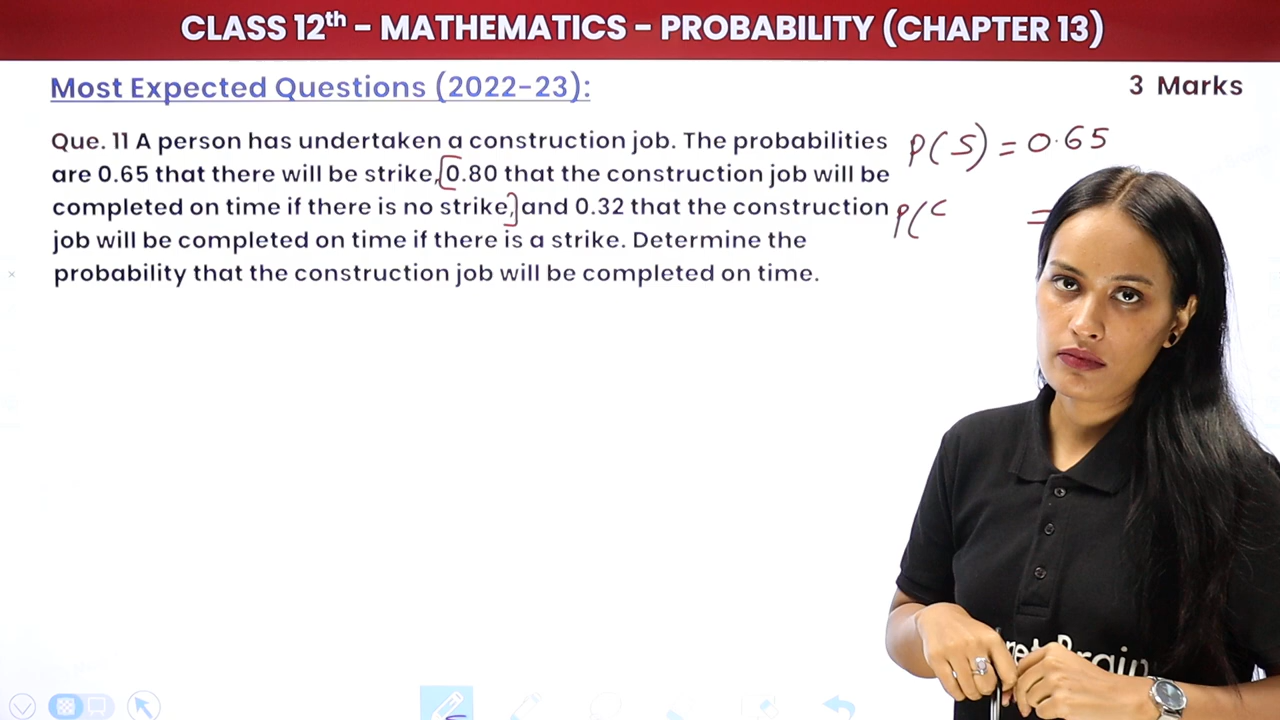 CLASS 12th - MATHEMATICS - PROBABILITY (CHAPTER 13)
Most Expected Questions (2022-23):
3 Marks
Que. 11 A person has undertaken a construction job. The probabilities
are 0.65 that there will be strike, [0.80 that the construction job will be
completed on time if there is no strike,] and 0.32 that the construction
job will be completed on time if there is a strike. Determine the
probability that the construction job will be completed on time.
P(S) = 0.65
P(C =